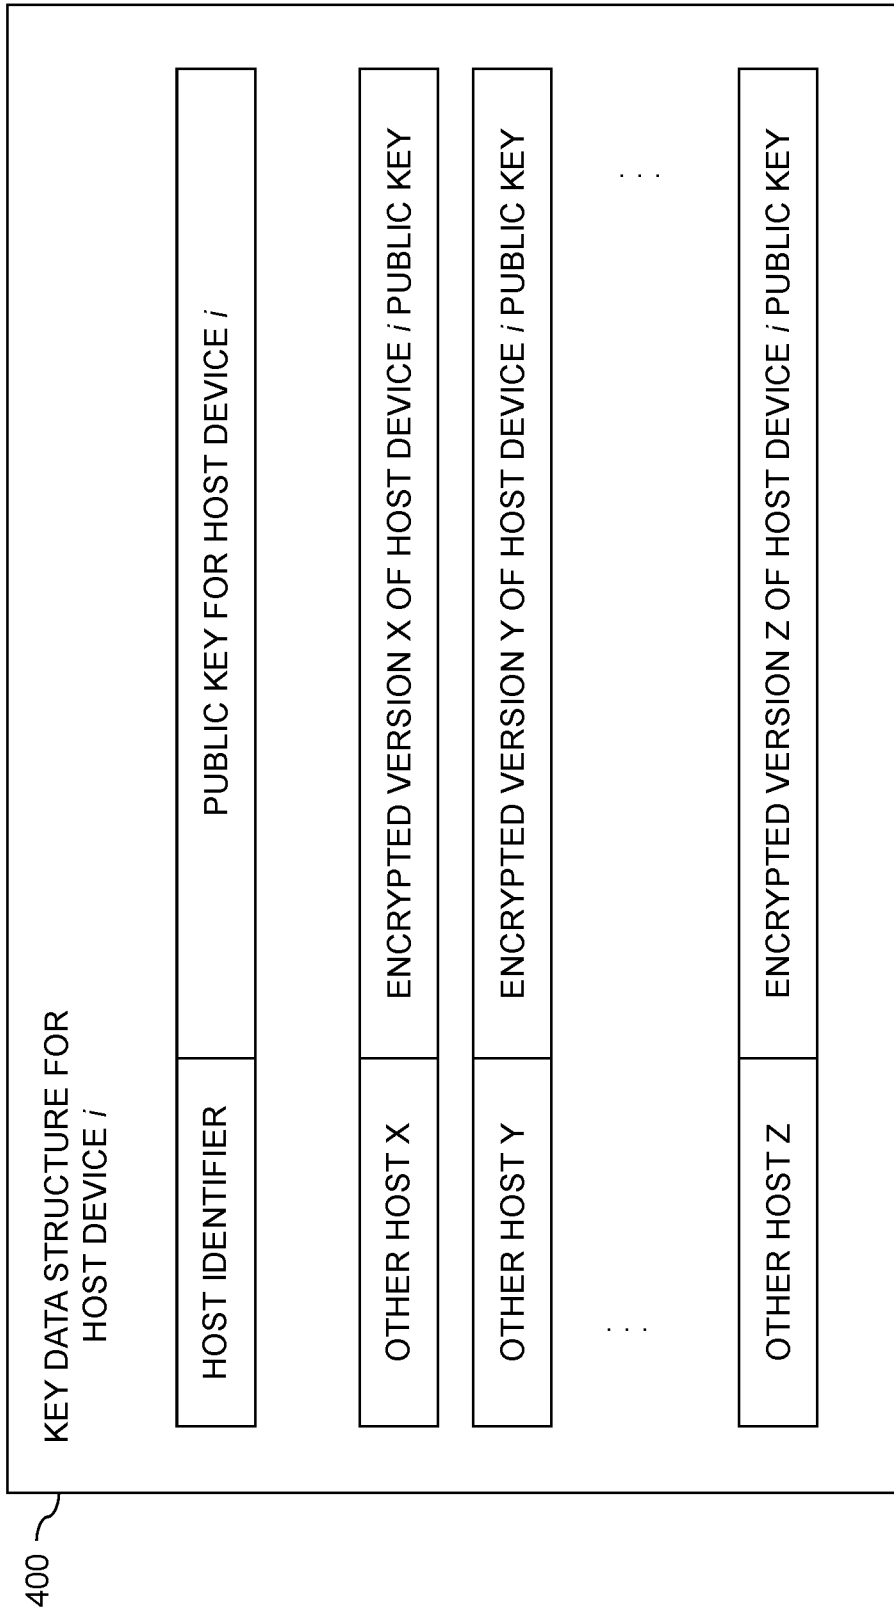 400
KEY DATA STRUCTURE FOR
HOST DEVICE i
HOST IDENTIFIER
PUBLIC KEY FOR HOST DEVICE i
OTHER HOST X
ENCRYPTED VERSION X OF HOST DEVICE i PUBLIC KEY
OTHER HOST Y
ENCRYPTED VERSION Y OF HOST DEVICE i PUBLIC KEY
. . .
. . .
OTHER HOST Z
ENCRYPTED VERSION Z OF HOST DEVICE i PUBLIC KEY